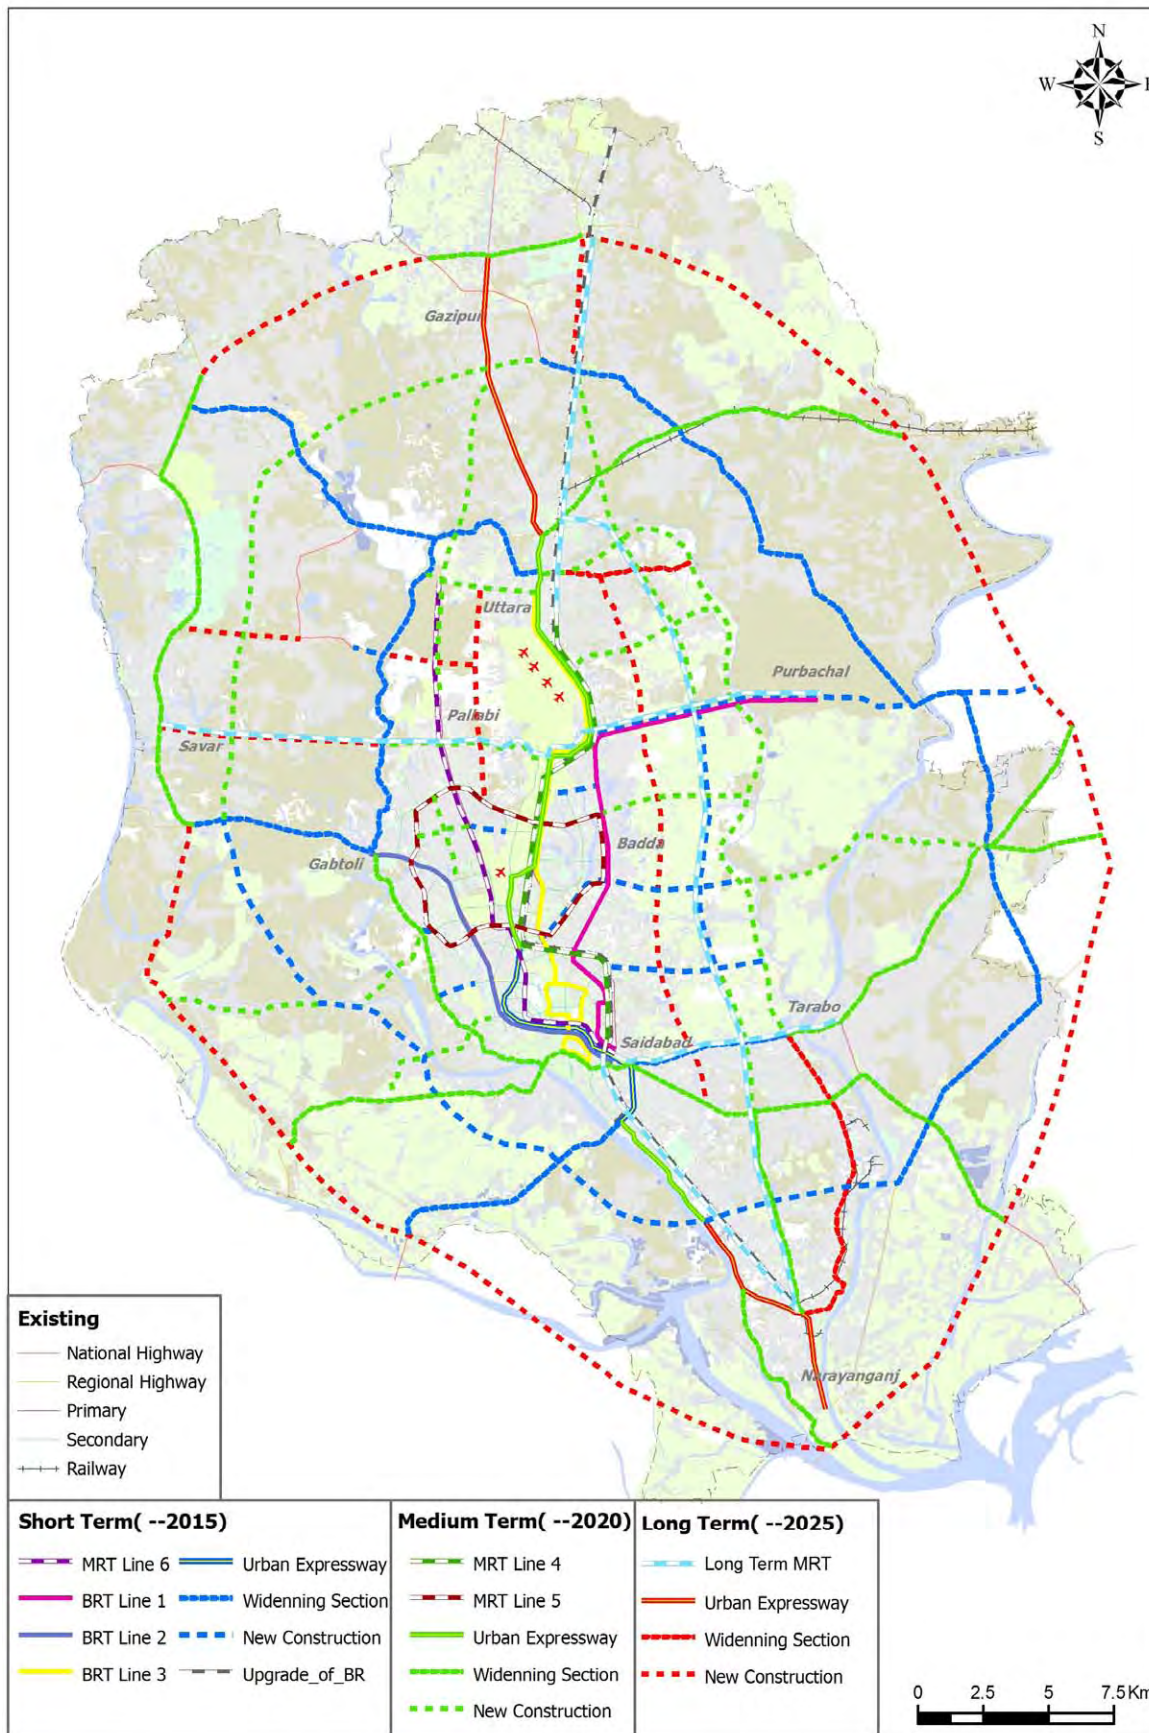 N
W
E
S
Gazipur
Uttara
Purbachal
Pallabi
Savar
Badda
Gabtoli
Tarabo
Saidabad
Narayanganj
Existing
National Highway
Regional Highway
Primary
Secondary
Railway
Short Term( --2015)
MRT Line 6
BRT Line 1
BRT Line 2
BRT Line 3
Urban Expressway
Widenning Section
New Construction
Upgrade_of_BR
Medium Term( --2020)
MRT Line 4
MRT Line 5
Urban Expressway
Widenning Section
New Construction
Long Term( --2025)
Long Term MRT
Urban Expressway
Widenning Section
New Construction
0 2.5 5 7.5 Km